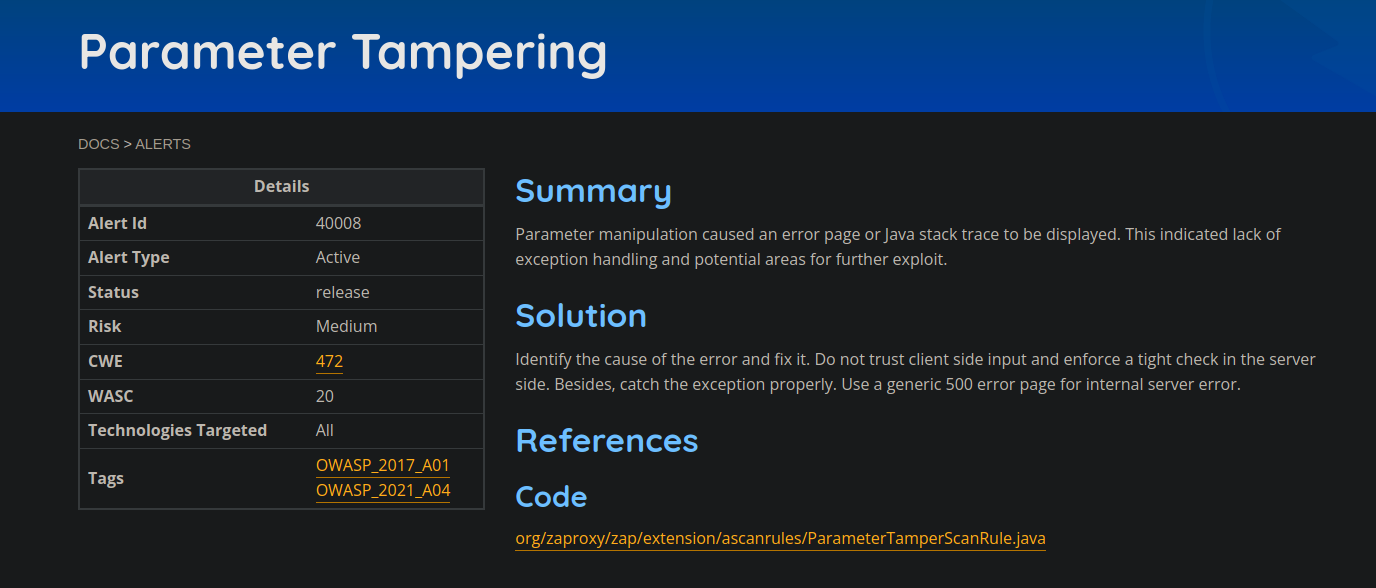 Parameter Tampering
DOCS > ALERTS
Details
Alert Id 40008
Alert Type Active
Status release
Risk Medium
CWE 472
WASC 20
Technologies Targeted All
Tags OWASP_2017_A01
OWASP_2021_A04
Summary
Parameter manipulation caused an error page or Java stack trace to be displayed. This indicated lack of
exception handling and potential areas for further exploit.
Solution
Identify the cause of the error and fix it. Do not trust client side input and enforce a tight check in the server
side. Besides, catch the exception properly. Use a generic 500 error page for internal server error.
References
Code
org/zaproxy/zap/extension/ascanrules/ParameterTamperScanRule.java